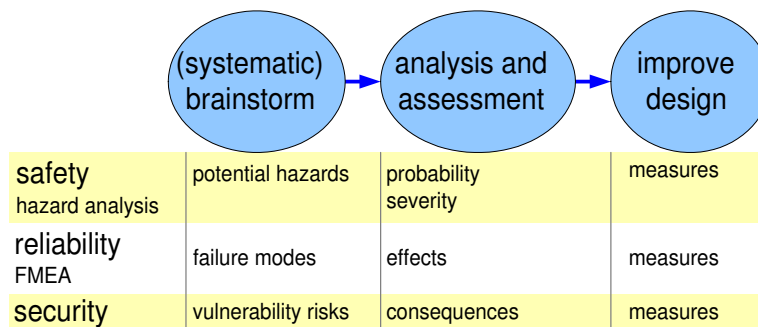 (systematic) brainstorm
analysis and assessment
improve design
safety
hazard analysis
potential hazards
probability
severity
measures
reliability
FMEA
failure modes
effects
measures
security
vulnerability risks
consequences
measures